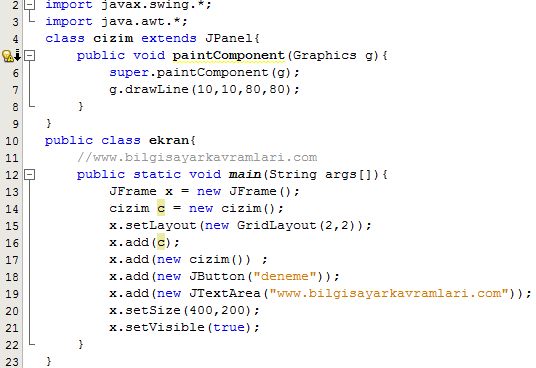 2 import javax.swing.*;
3 import java.awt.*;
4 class cizim extends JPanel{
public void paintComponent(Graphics g){
6 super.paintComponent(g);
7 g.drawLine(10,10,80,80);
8 }
9 }
10 public class ekran{
11 //www.bilgisayarkavramlari.com
12 public static void main(String args[]){
13 JFrame x = new JFrame();
14 cizim c = new cizim();
15 x.setLayout(new GridLayout(2,2));
16 x.add(c);
17 x.add(new cizim()) ;
18 x.add(new JButton("deneme"));
19 x.add(new JTextArea("www.bilgisayarkavramlari.com"));
20 x.setSize(400,200);
21 x.setVisible(true);
22 }
23 }